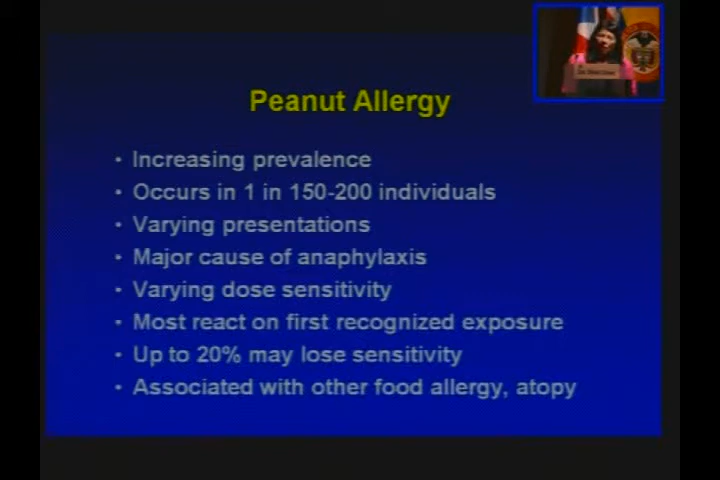 Peanut Allergy
· Increasing prevalence
· Occurs in 1 in 150-200 individuals
· Varying presentations
· Major cause of anaphylaxis
· Varying dose sensitivity
· Most react on first recognized exposure
· Up to 20% may lose sensitivity
· Associated with other food allergy, atopy